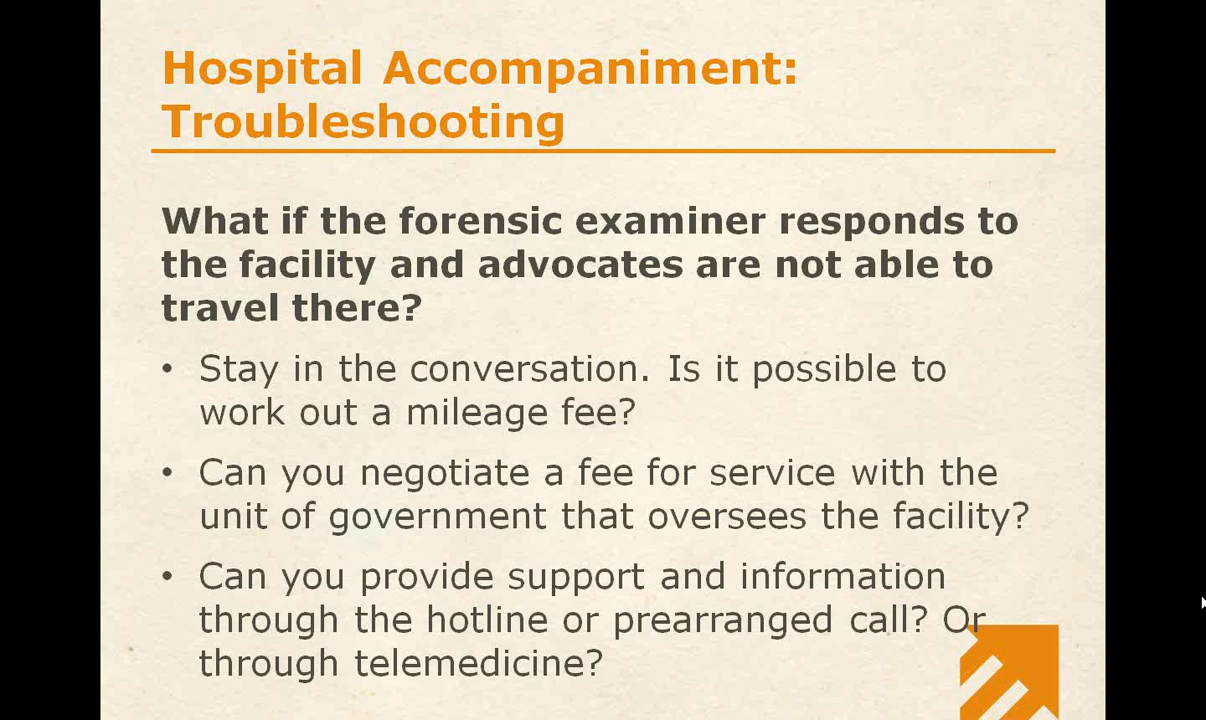 Hospital Accompaniment:
Troubleshooting
What if the forensic examiner responds to
the facility and advocates are not able to
travel there?
• Stay in the conversation. Is it possible to
work out a mileage fee?
• Can you negotiate a fee for service with the
unit of government that oversees the facility?
• Can you provide support and information
through the hotline or prearranged call? Or
through telemedicine?